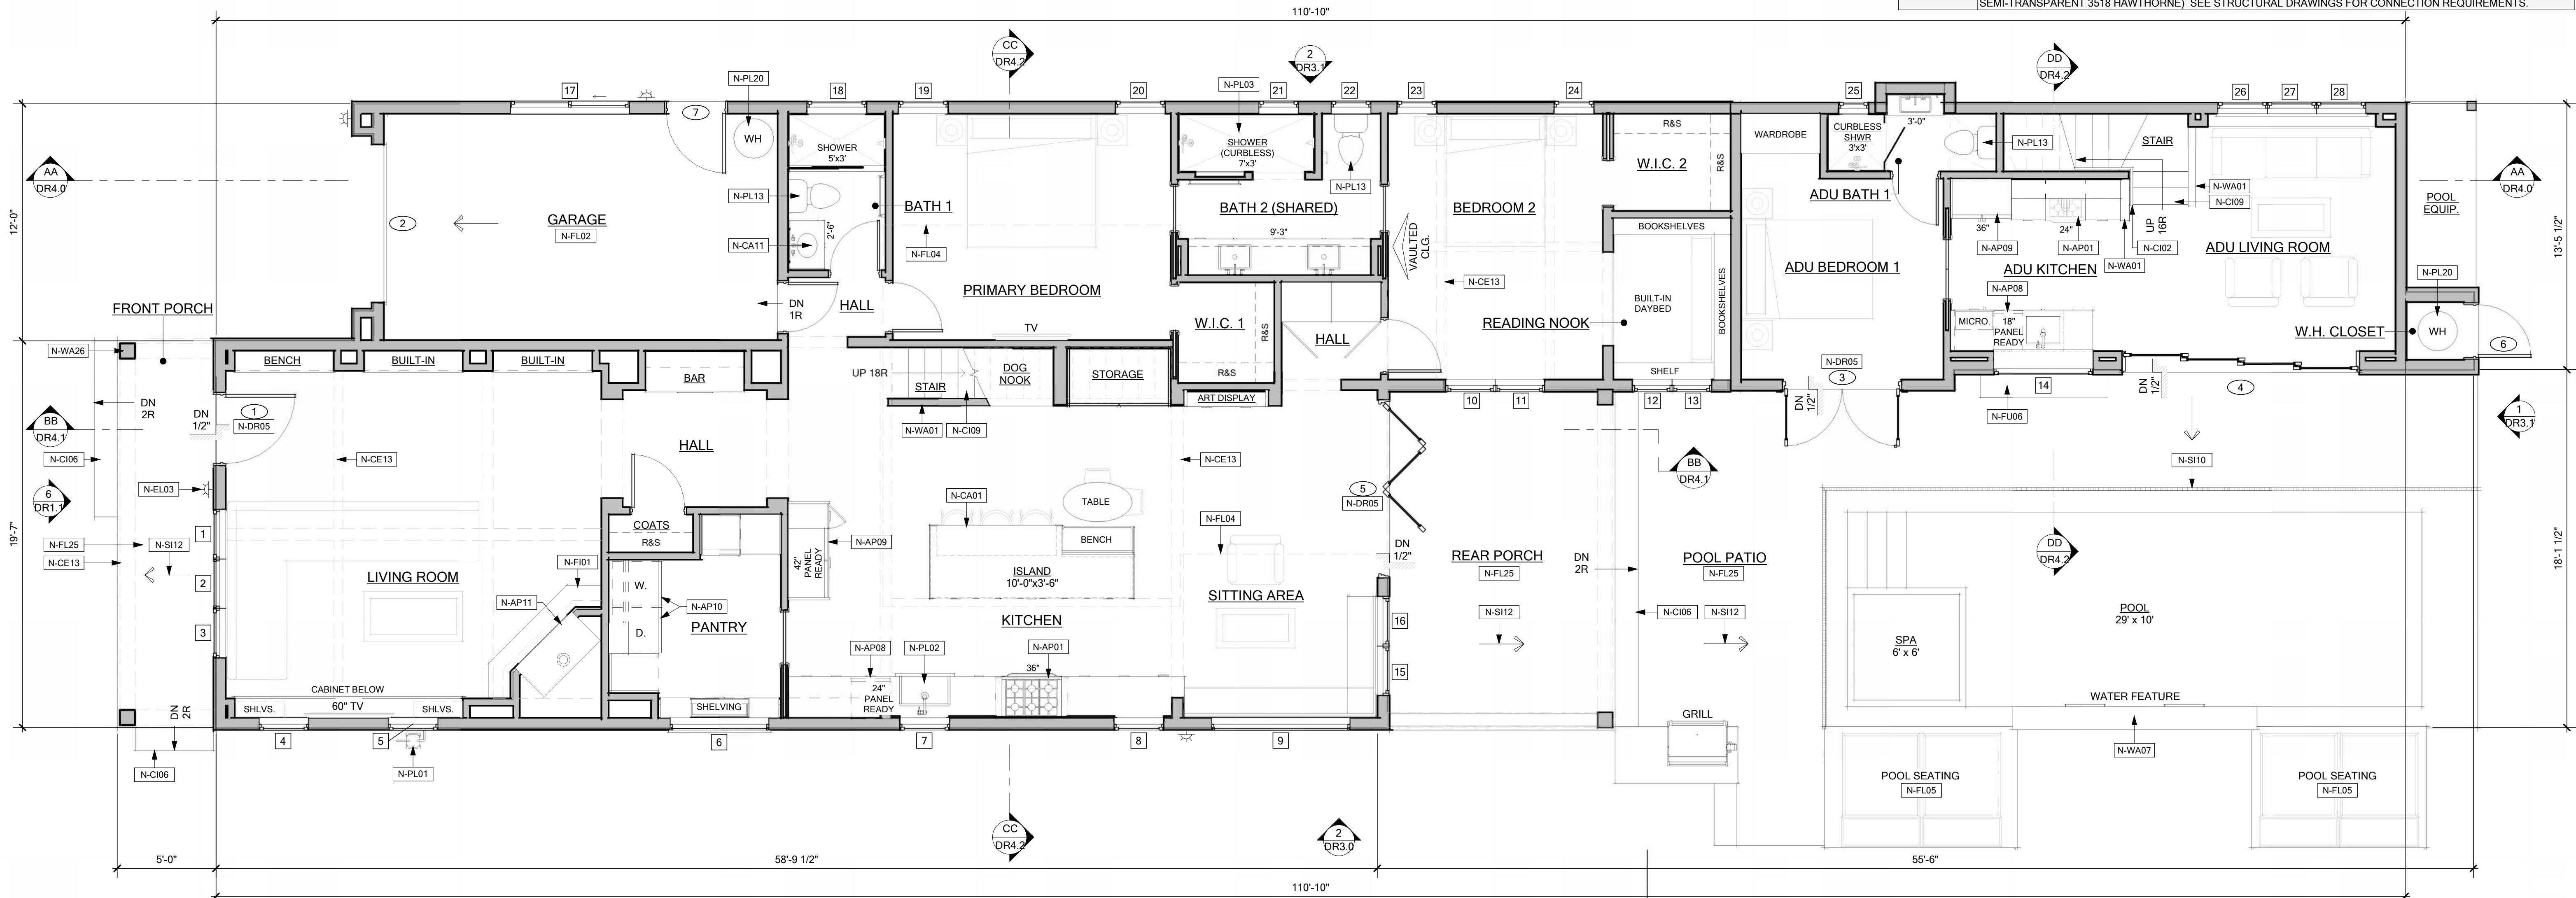 SEMI-TRANSPARENT 3518 HAWTHORNE) SEE STRUCTURAL DRAWINGS FOR CONNECTION REQUIREMENTS.
110'-10"
CC
DR4.2
2
DR3.1
DD
DR4.2
17
N-PL20
18
19
20
N-PL03
21
22
23
24
25
26
27
28
7
WH
SHOWER
5'x3'
SHOWER
(CURBLESS)
7'x3'
N-PL13
R&S
W.I.C. 2
R&S
WARDROBE
CURBLESS
SHWR
3'x3'
3'-0"
N-PL13
STAIR
AA
DR4.0
12'-0"
2
GARAGE
N-FL02
N-PL13
BATH 1
2'-6"
N-CA11
N-FL04
PRIMARY BEDROOM
TV
BATH 2 (SHARED)
9'-3"
VAULTED
CLG.
BEDROOM 2
N-CE13
BOOKSHELVES
BUILT-IN
DAYBED
BOOKSHELVES
READING NOOK
SHELF
ADU BATH 1
ADU BEDROOM 1
36"
N-AP09
24"
N-AP01
N-WA01
N-CI09
UP
16R
N-CI02
N-WA01
ADU KITCHEN
ADU LIVING ROOM
N-AP08
MICRO.
18"
PANEL
READY
AA
DR4.0
POOL
EQUIP.
N-PL20
W.H. CLOSET
WH
6
13'-5 1/2"
FRONT PORCH
N-WA26
DN
1R
HALL
W.I.C. 1
R&S
R&S
HALL
BENCH
BUILT-IN
BUILT-IN
BAR
UP 18R
STAIR
DOG
NOOK
STORAGE
ART DISPLAY
N-WA01
N-CI09
10
11
12
13
N-DR05
3
DN
1/2"
14
N-FU06
DN
1/2"
4
1
DR3.1
DN
2R
DN
1/2"
1
N-DR05
BB
DR4.1
N-CI06
N-EL03
6
DR1.1
19'-7"
1
2
3
N-FL25
N-SI12
N-CE13
N-CE13
HALL
COATS
R&S
N-FI01
LIVING ROOM
N-AP11
W.
D.
N-AP10
PANTRY
SHELVING
42"
PANEL
READY
N-AP09
N-CA01
TABLE
BENCH
ISLAND
10'-0"x3'-6"
KITCHEN
N-CE13
N-FL04
SITTING AREA
5
N-DR05
DN
1/2"
BB
DR4.1
REAR PORCH
N-FL25
N-SI12
DN
2R
N-CI06
POOL PATIO
N-FL25
N-SI12
N-SI10
DD
DR4.2
POOL
29' x 10'
SPA
6' x 6'
WATER FEATURE
N-WA07
18'-1 1/2"
16
15
N-AP08
24"
PANEL
READY
N-PL02
36"
N-AP01
CABINET BELOW
SHLVS.
60" TV
SHLVS.
DN
2R
4
5
6
7
8
9
N-CI06
N-PL01
GRILL
POOL SEATING
N-FL05
POOL SEATING
N-FL05
CC
DR4.2
2
DR3.0
5'-0"
58'-9 1/2"
55'-6"
110'-10"